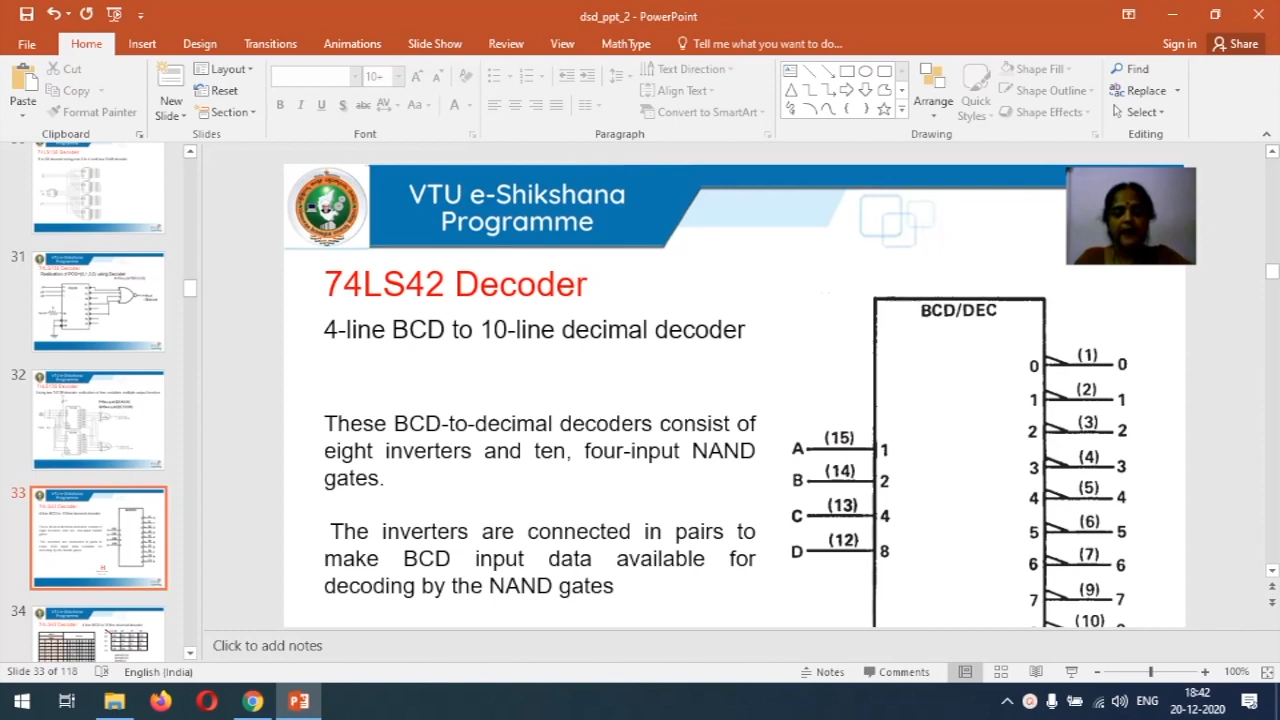 dsd_ppt_2 - PowerPoint
File Home Insert Design Transitions Animations Slide Show Review View MathType Tell me what you want to do... Sign in Share
Paste
Cut
Copy
Format Painter
Clipboard
New Slide
Layout
Reset
Section
Slides
10+
B I U S abc AV Aa A
Font
Text Direction
Align Text
Convert to SmartArt
Paragraph
Arrange
Quick Styles
Shape Fill
Shape Outline
Shape Effects
Drawing
Find
Replace
Select
Editing
74LS138 Decoder
31
32
33
34
VTU e-Shikshana
Programme
74LS42 Decoder
4-line BCD to 10-line decimal decoder
These BCD-to-decimal decoders consist of
eight inverters and ten, four-input NAND
gates.
The inverters are connected in pairs to
make BCD input data available for
decoding by the NAND gates
BCD/DEC
0 (1) 0
1 (2) 1
2 (3) 2
3 (4) 3
4 (5) 4
5 (6) 5
6 (7) 6
7 (9) 7
(10)
A (15) 1
B (14) 2
C (13) 4
D (12) 8
Click to add notes
Slide 33 of 118 English (India) Notes Comments 100%
ENG
18:42
20-12-2020